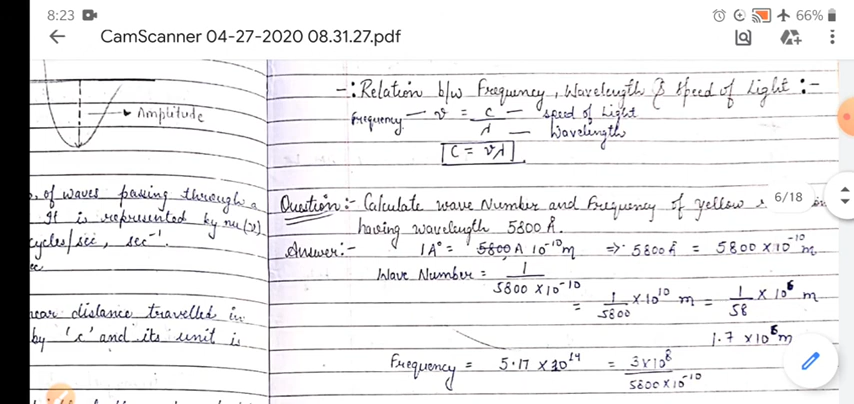 8:23
66%
CamScanner 04-27-2020 08.31.27.pdf
Amplitude
of waves passing through a
It is represented by nu (ν)
cycles/sec, sec⁻¹.
distance travelled in
by 'c' and its unit is
-: Relation b/w Frequency, Wavelength & Speed of Light :-
Frequency — ν = c — speed of Light
λ — Wavelength
C = νλ
6/18
Question:- Calculate wave Number and Frequency of yellow
having wavelength 5800 Å.
Answer:- 1A° = 5800A 10⁻¹⁰m ⇒ 5800Å = 5800 × 10⁻¹⁰ m
Wave Number = 1
5800 × 10⁻¹⁰
= 1/5800 × 10¹⁰ m = 1/58 × 10⁸ m
1.7 × 10⁶ m
Frequency = 5.17 × 10¹⁴ = 3×10⁸
5800 × 10⁻¹⁰